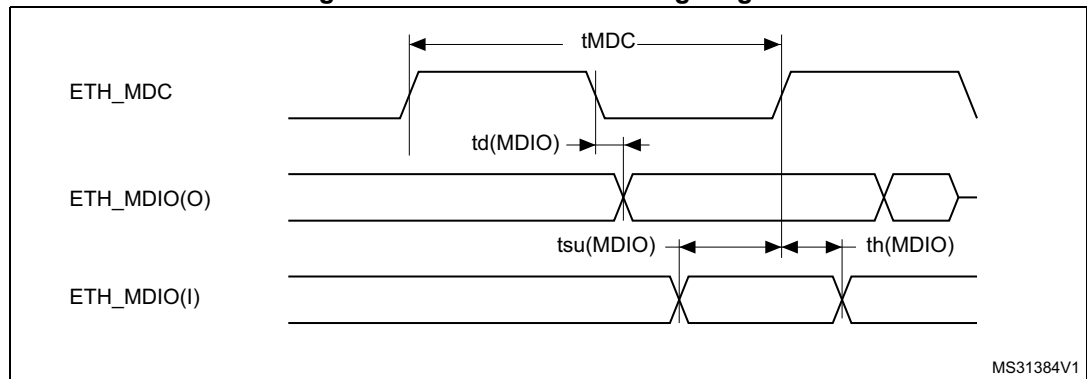 tMDC
ETH_MDC
td(MDIO)
ETH_MDIO(O)
tsu(MDIO)
th(MDIO)
ETH_MDIO(I)
MS31384V1